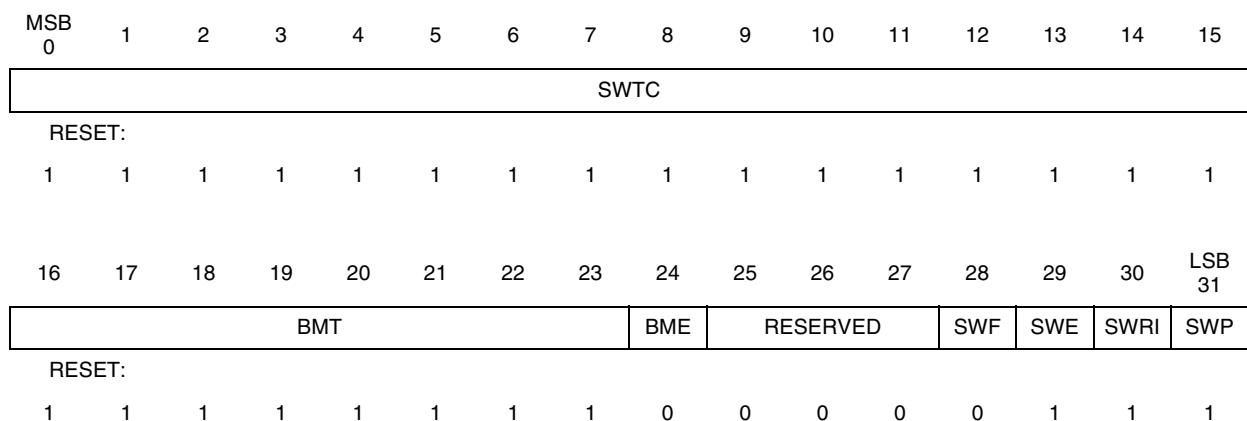 MSB
0 1 2 3 4 5 6 7 8 9 10 11 12 13 14 15
SWTC
RESET:
1 1 1 1 1 1 1 1 1 1 1 1 1 1 1 1
16 17 18 19 20 21 22 23 24 25 26 27 28 29 30 LSB
31
BMT BME RESERVED SWF SWE SWRI SWP
RESET:
1 1 1 1 1 1 1 1 0 0 0 0 0 1 1 1